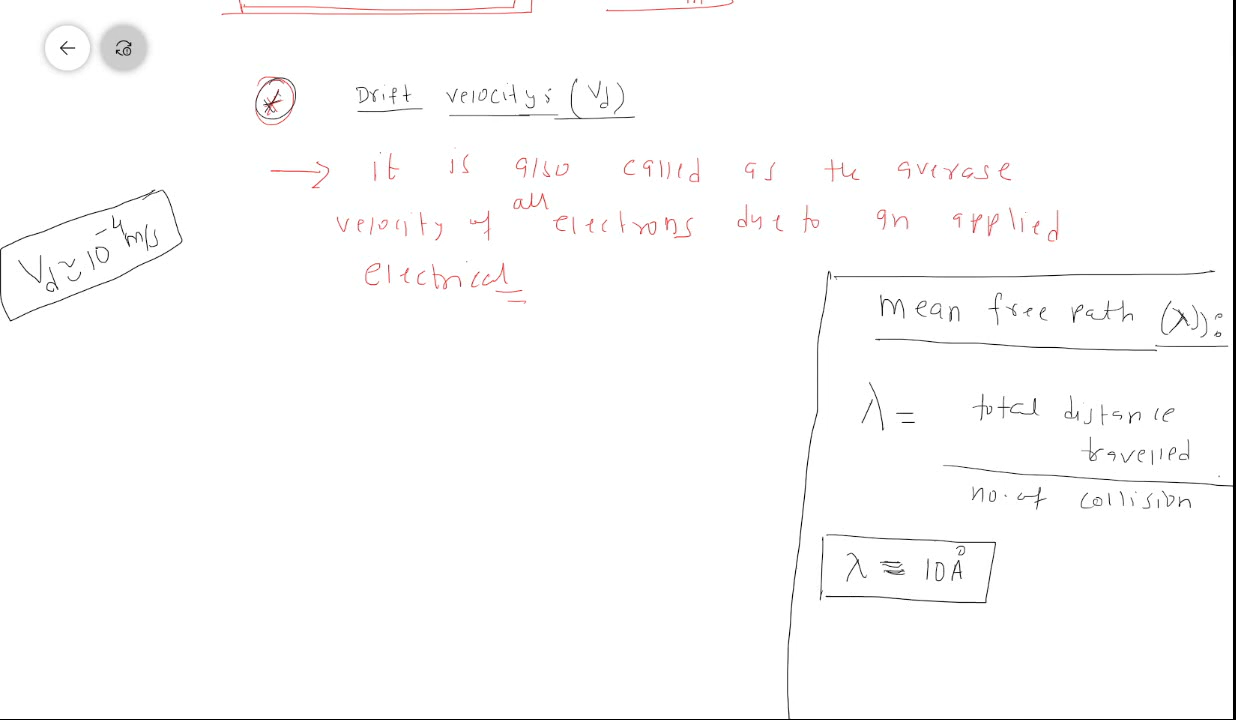 Drift velocity: (Vd)
→ it is also called as the average
velocity of all electrons due to an applied
electrical
Vd ≈ 10⁻⁴ m/s
mean free path (λ):
λ = total distance
travelled
no. of collision
λ ≈ 10 Å